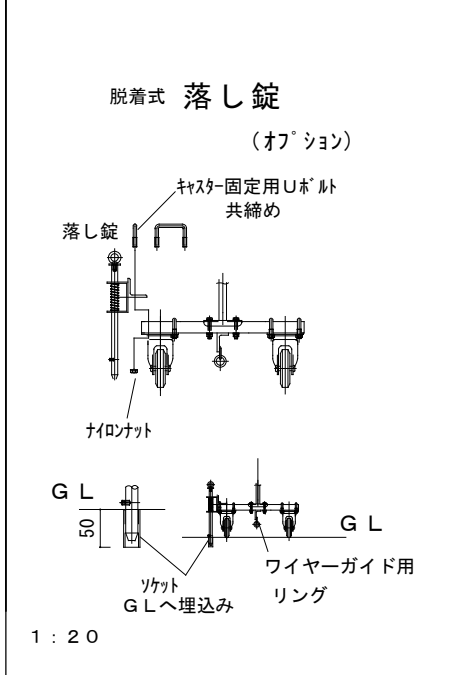 脱着式 落し錠
(ｵﾌﾟｼｮﾝ)
ｷｬｽﾀｰ固定用Uﾎﾞﾙﾄ
共締め
落し錠
ﾅｲﾛﾝﾅｯﾄ
ＧＬ
50
ＧＬ
ワイヤーガイド用
リング
ｿｹｯﾄ
ＧＬへ埋込み
１：２０